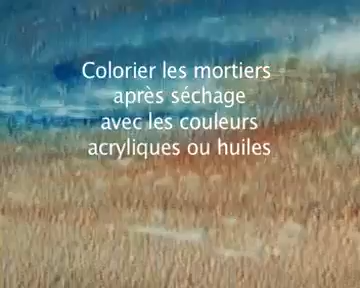 Colorier les mortiers
après séchage
avec les couleurs
acryliques ou huiles